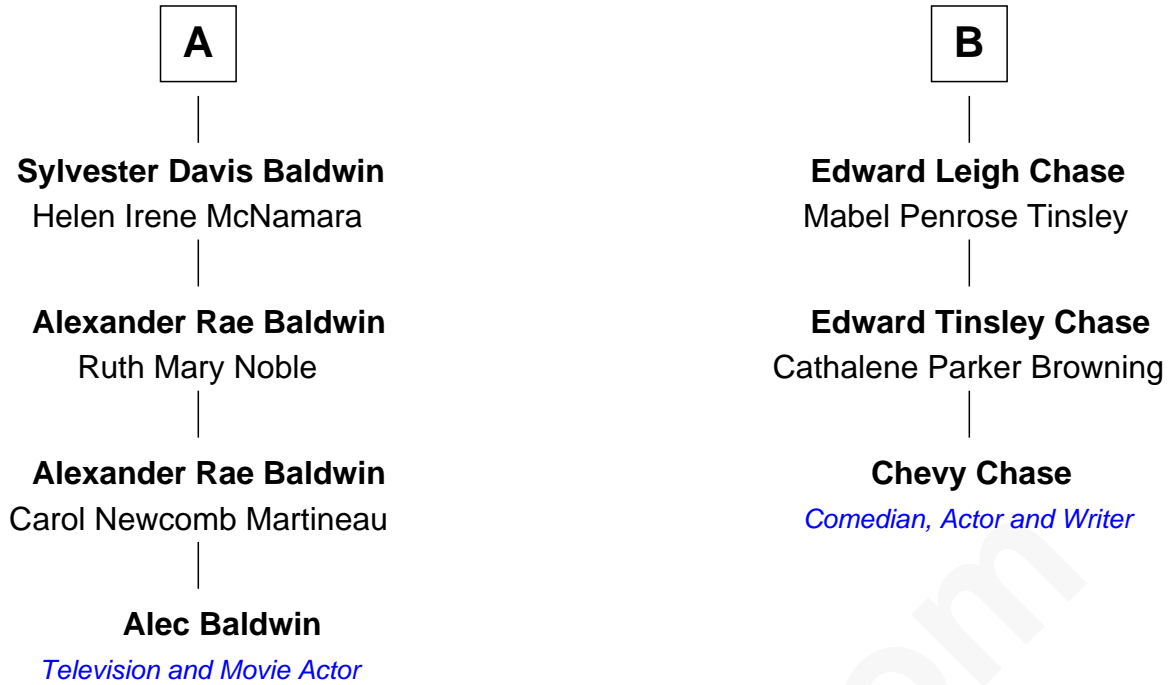 A
Sylvester Davis Baldwin
Helen Irene McNamara
Alexander Rae Baldwin
Ruth Mary Noble
Alexander Rae Baldwin
Carol Newcomb Martineau
Alec Baldwin
Television and Movie Actor
B
Edward Leigh Chase
Mabel Penrose Tinsley
Edward Tinsley Chase
Cathalene Parker Browning
Chevy Chase
Comedian, Actor and Writer
om